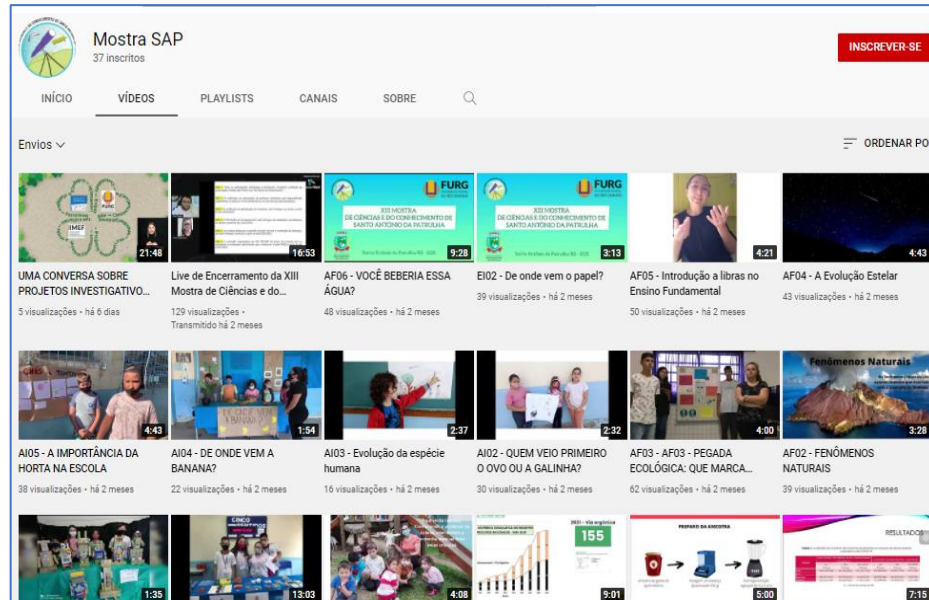 Mostra SAP
37 inscritos
INSCREVER-SE
INÍCIO VÍDEOS PLAYLISTS CANAIS SOBRE
Envios
ORDENAR PO
FURG
IMEF
21:48
16:53
FURG
XIII MOSTRA
DE CIÊNCIAS E DO CONHECIMENTO DE
SANTO ANTÔNIO DA PATRULHA
9:28
FURG
XIII MOSTRA
DE CIÊNCIAS E DO CONHECIMENTO DE
SANTO ANTÔNIO DA PATRULHA
3:13
4:21
4:43
UMA CONVERSA SOBRE
PROJETOS INVESTIGATIVO...
5 visualizações • há 6 dias
Live de Encerramento da XIII
Mostra de Ciências e do...
129 visualizações •
Transmitido há 2 meses
AF06 - VOCÊ BEBERIA ESSA
ÁGUA?
48 visualizações • há 2 meses
EI02 - De onde vem o papel?
39 visualizações • há 2 meses
AF05 - Introdução a libras no
Ensino Fundamental
50 visualizações • há 2 meses
AF04 - A Evolução Estelar
43 visualizações • há 2 meses
4:43
DE ONDE VEM A
BANANA?
1:54
2:37
2:32
4:00
Fenômenos Naturais
3:28
AI05 - A IMPORTÂNCIA DA
HORTA NA ESCOLA
38 visualizações • há 2 meses
AI04 - DE ONDE VEM A
BANANA?
22 visualizações • há 2 meses
AI03 - Evolução da espécie
humana
16 visualizações • há 2 meses
AI02 - QUEM VEIO PRIMEIRO
O OVO OU A GALINHA?
30 visualizações • há 2 meses
AF03 - AF03 - PEGADA
ECOLÓGICA: QUE MARCA...
62 visualizações • há 2 meses
AF02 - FENÔMENOS
NATURAIS
39 visualizações • há 2 meses
1:35
CINCO
13:03
4:08
2021 - Via orgânica
155
9:01
PREPARO DA AMOSTRA
5:00
RESULTADOS
7:15